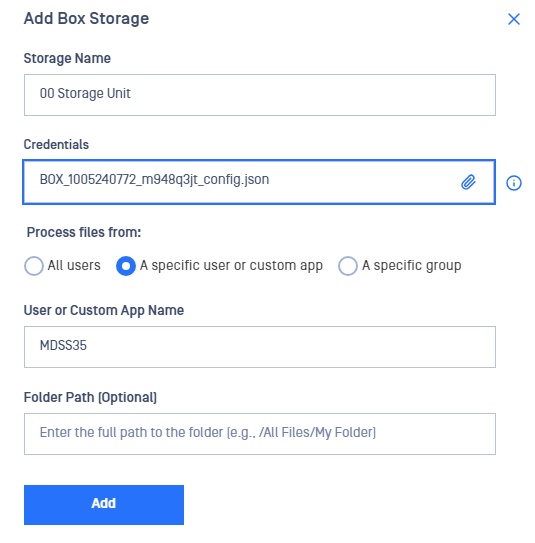 Add Box Storage
Storage Name
00 Storage Unit
Credentials
BOX_1005240772_m948q3jt_config.json
Process files from:
All users A specific user or custom app A specific group
User or Custom App Name
MDSS35
Folder Path (Optional)
Enter the full path to the folder (e.g., /All Files/My Folder)
Add